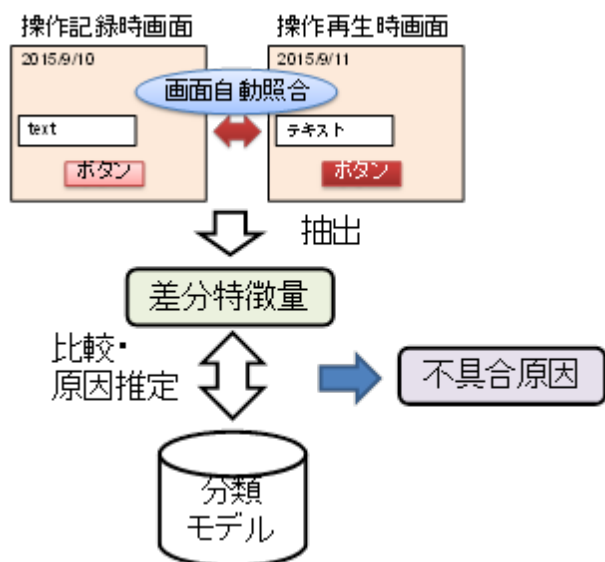 操作記録時画面
操作再生時画面
2015/9/10
2015/9/11
画面自動照合
text
テキスト
ボタン
ボタン
抽出
差分特徴量
比較・
原因推定
不具合原因
分類
モデル